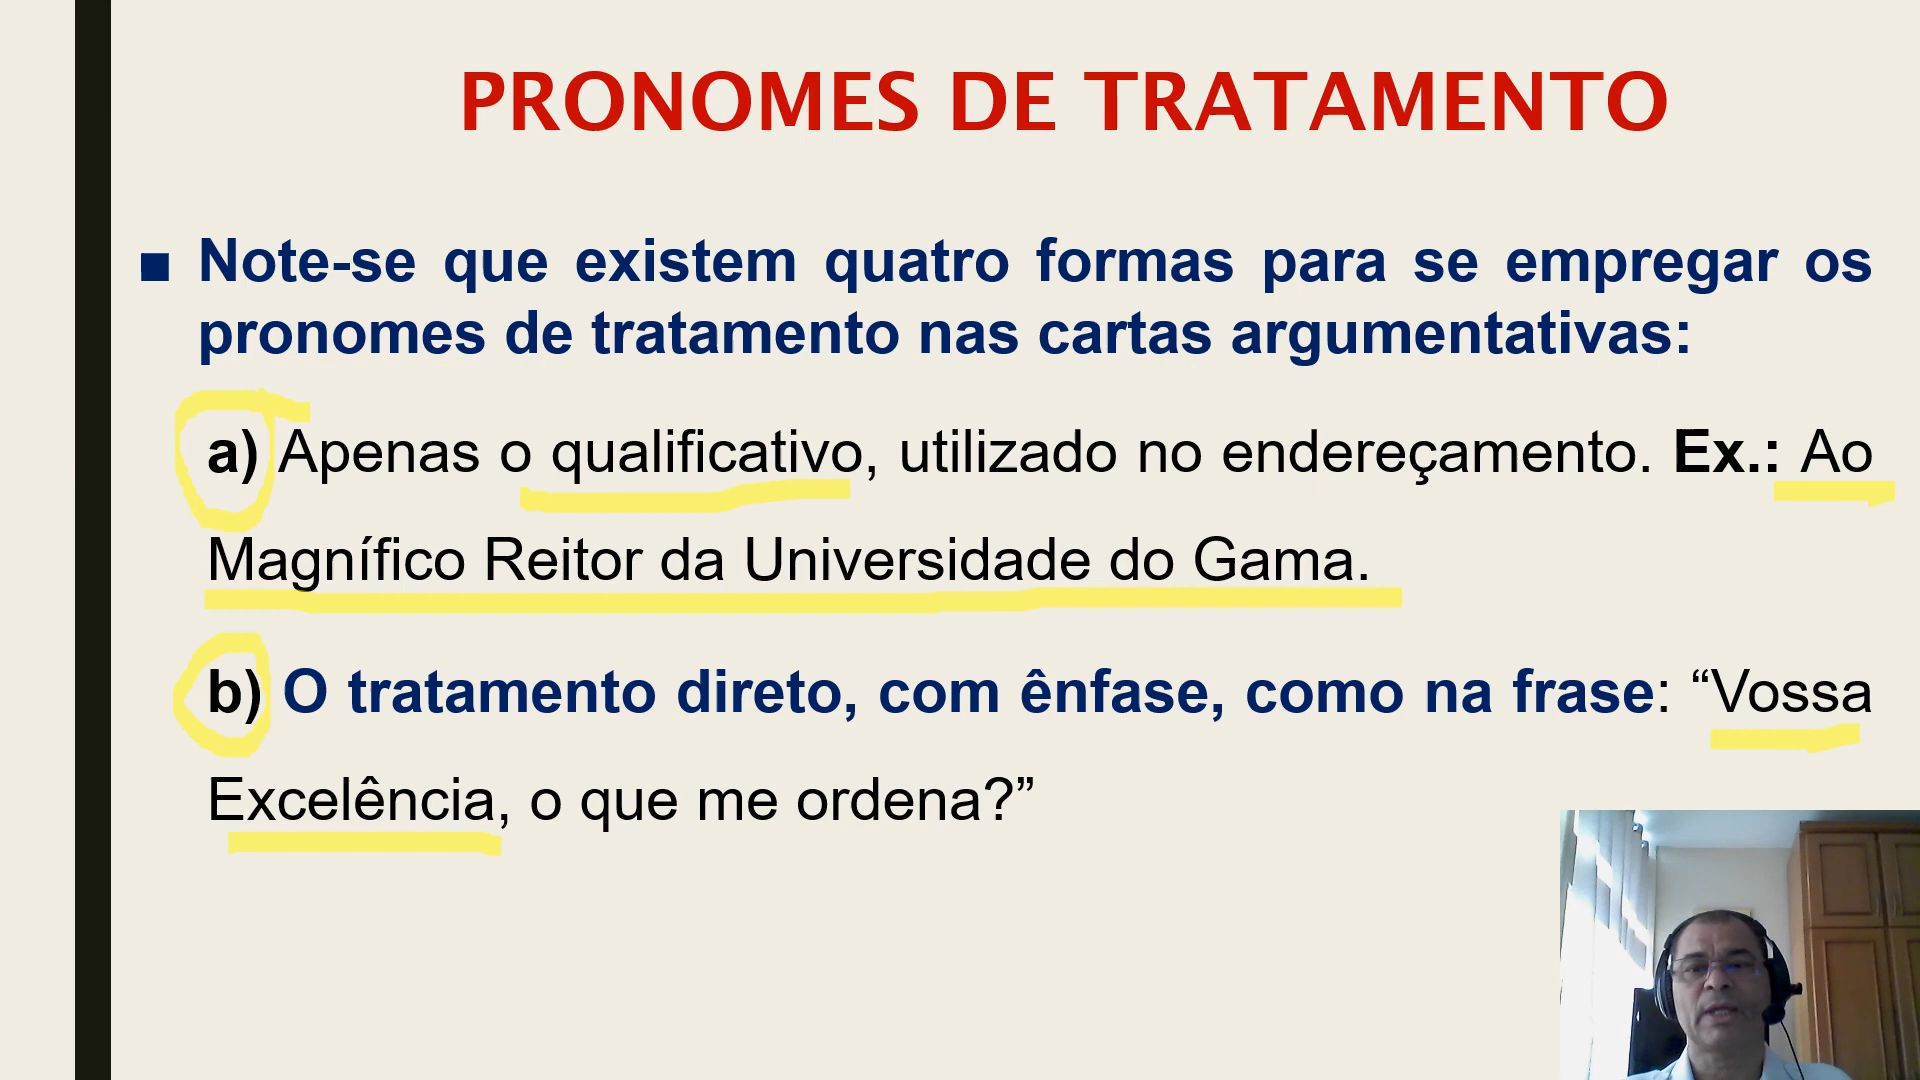 PRONOMES DE TRATAMENTO
■ Note-se que existem quatro formas para se empregar os
pronomes de tratamento nas cartas argumentativas:
a) Apenas o qualificativo, utilizado no endereçamento. Ex.: Ao
Magnífico Reitor da Universidade do Gama.
b) O tratamento direto, com ênfase, como na frase: “Vossa
Excelência, o que me ordena?”